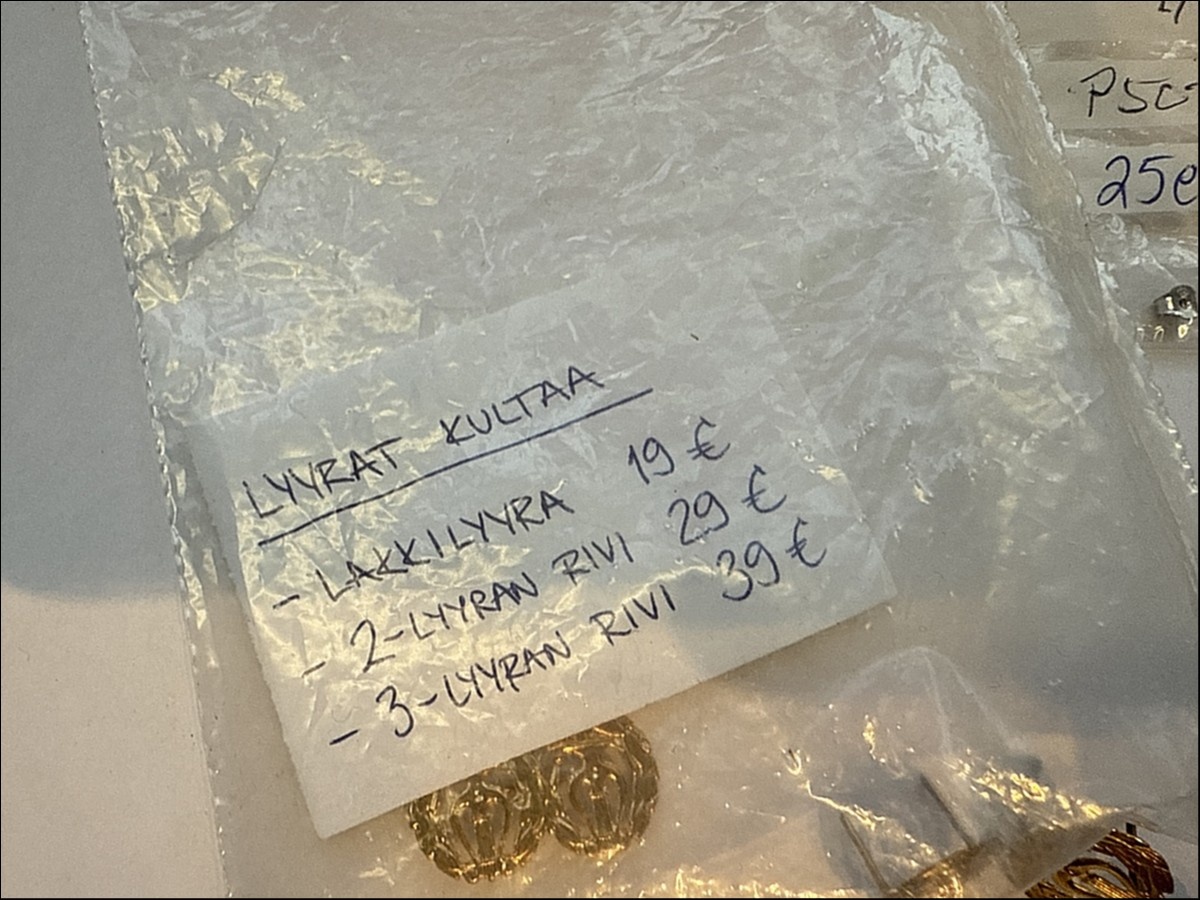 LYYRAT KULTAA
- LAKKILYYRA 19 €
- 2-LYYRAN RIVI 29 €
- 3-LYYRAN RIVI 39 €
25e